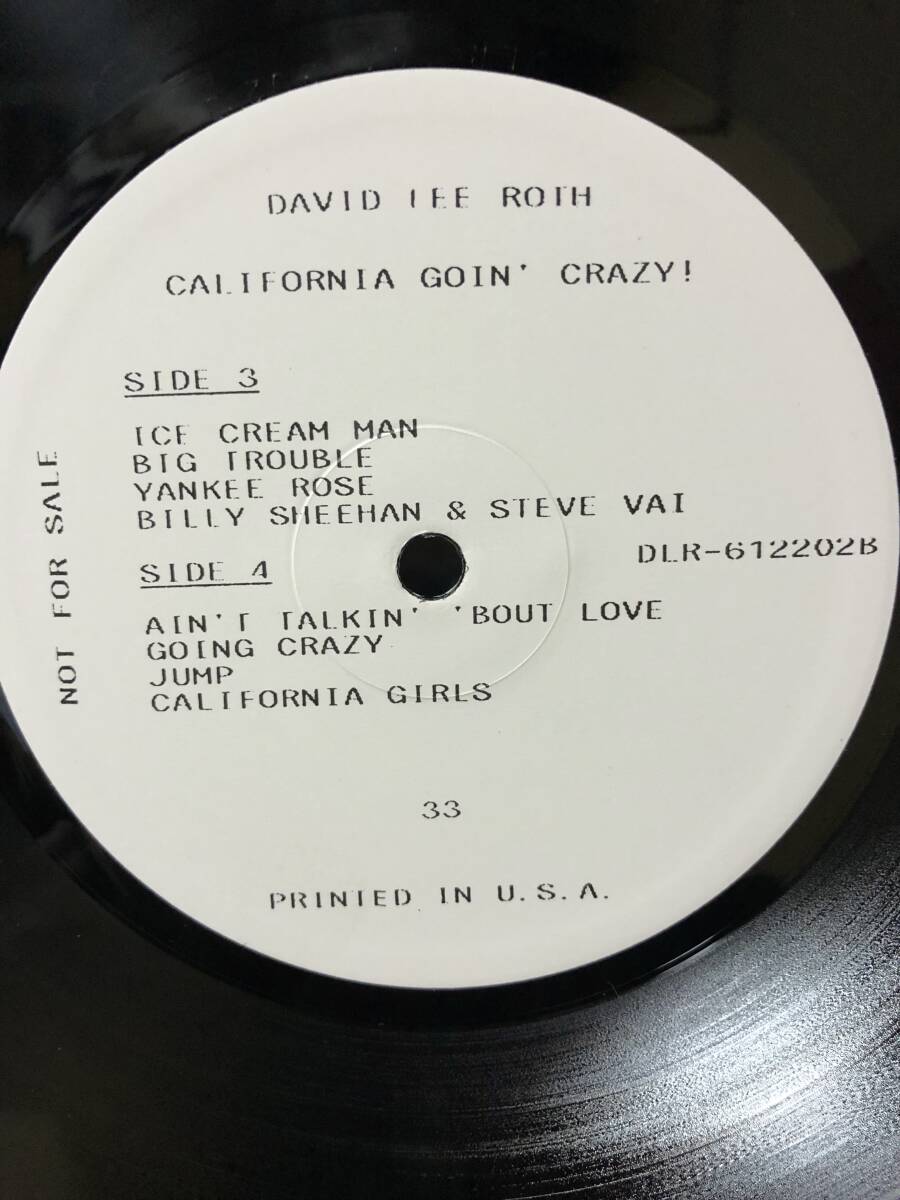 DAVID LEE ROTH
CALIFORNIA GOIN' CRAZY!
SIDE 3
ICE CREAM MAN
BIG TROUBLE
YANKEE ROSE
BILLY SHEEHAN & STEVE VAI
NOT FOR SALE
DLR-612202B
SIDE 4
AIN'T TALKIN' 'BOUT LOVE
GOING CRAZY
JUMP
CALIFORNIA GIRLS
33
PRINTED IN U.S.A.